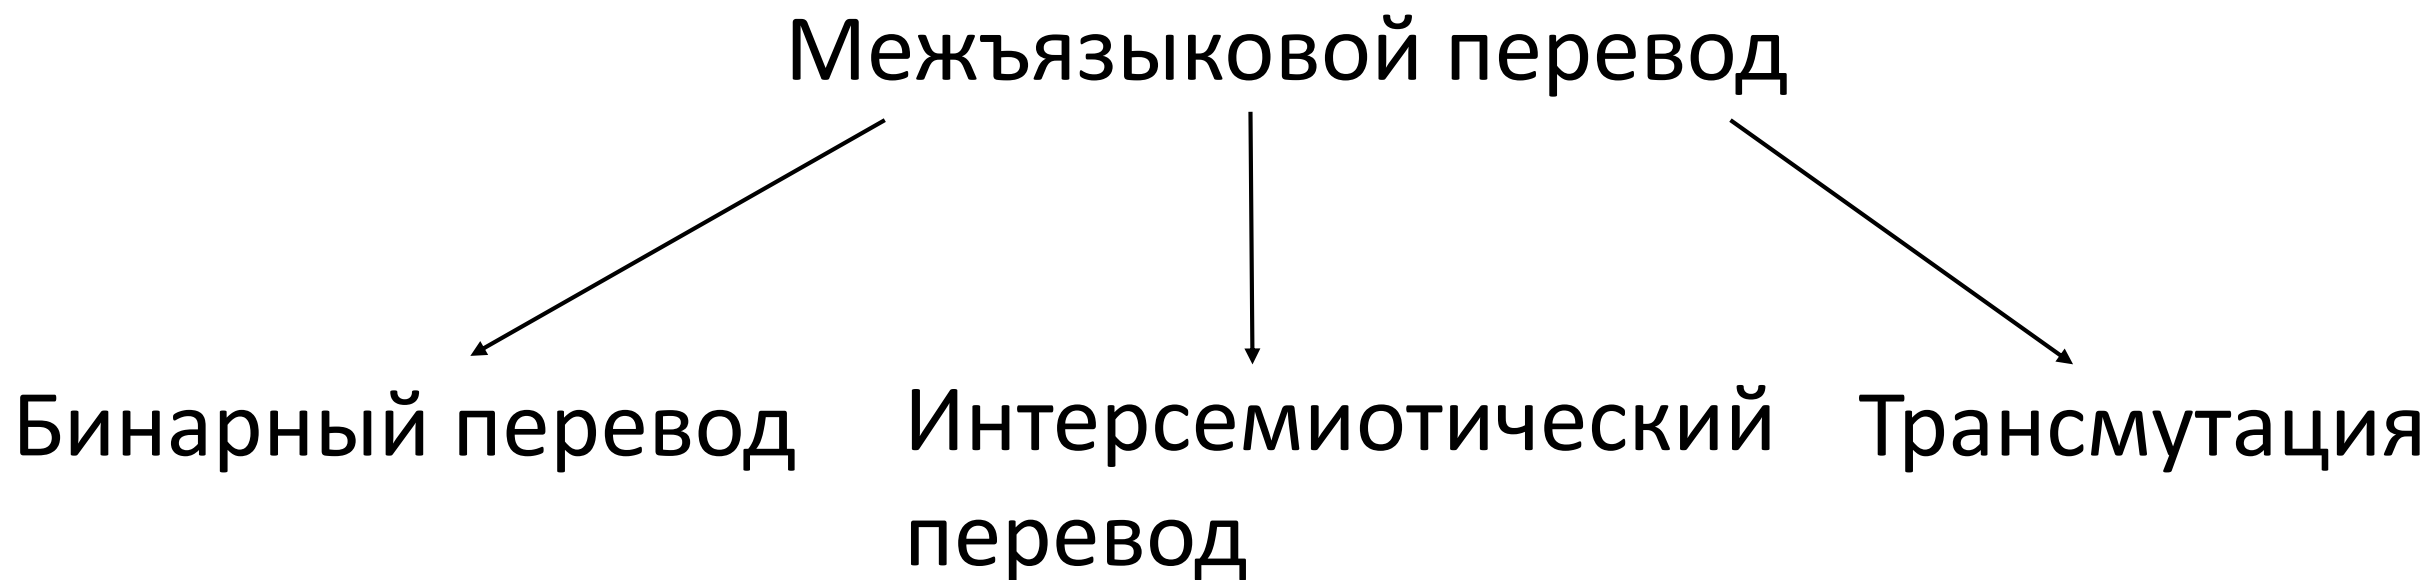 Межъязыковой перевод
Бинарный перевод
Интерсемиотический
перевод
Трансмутация